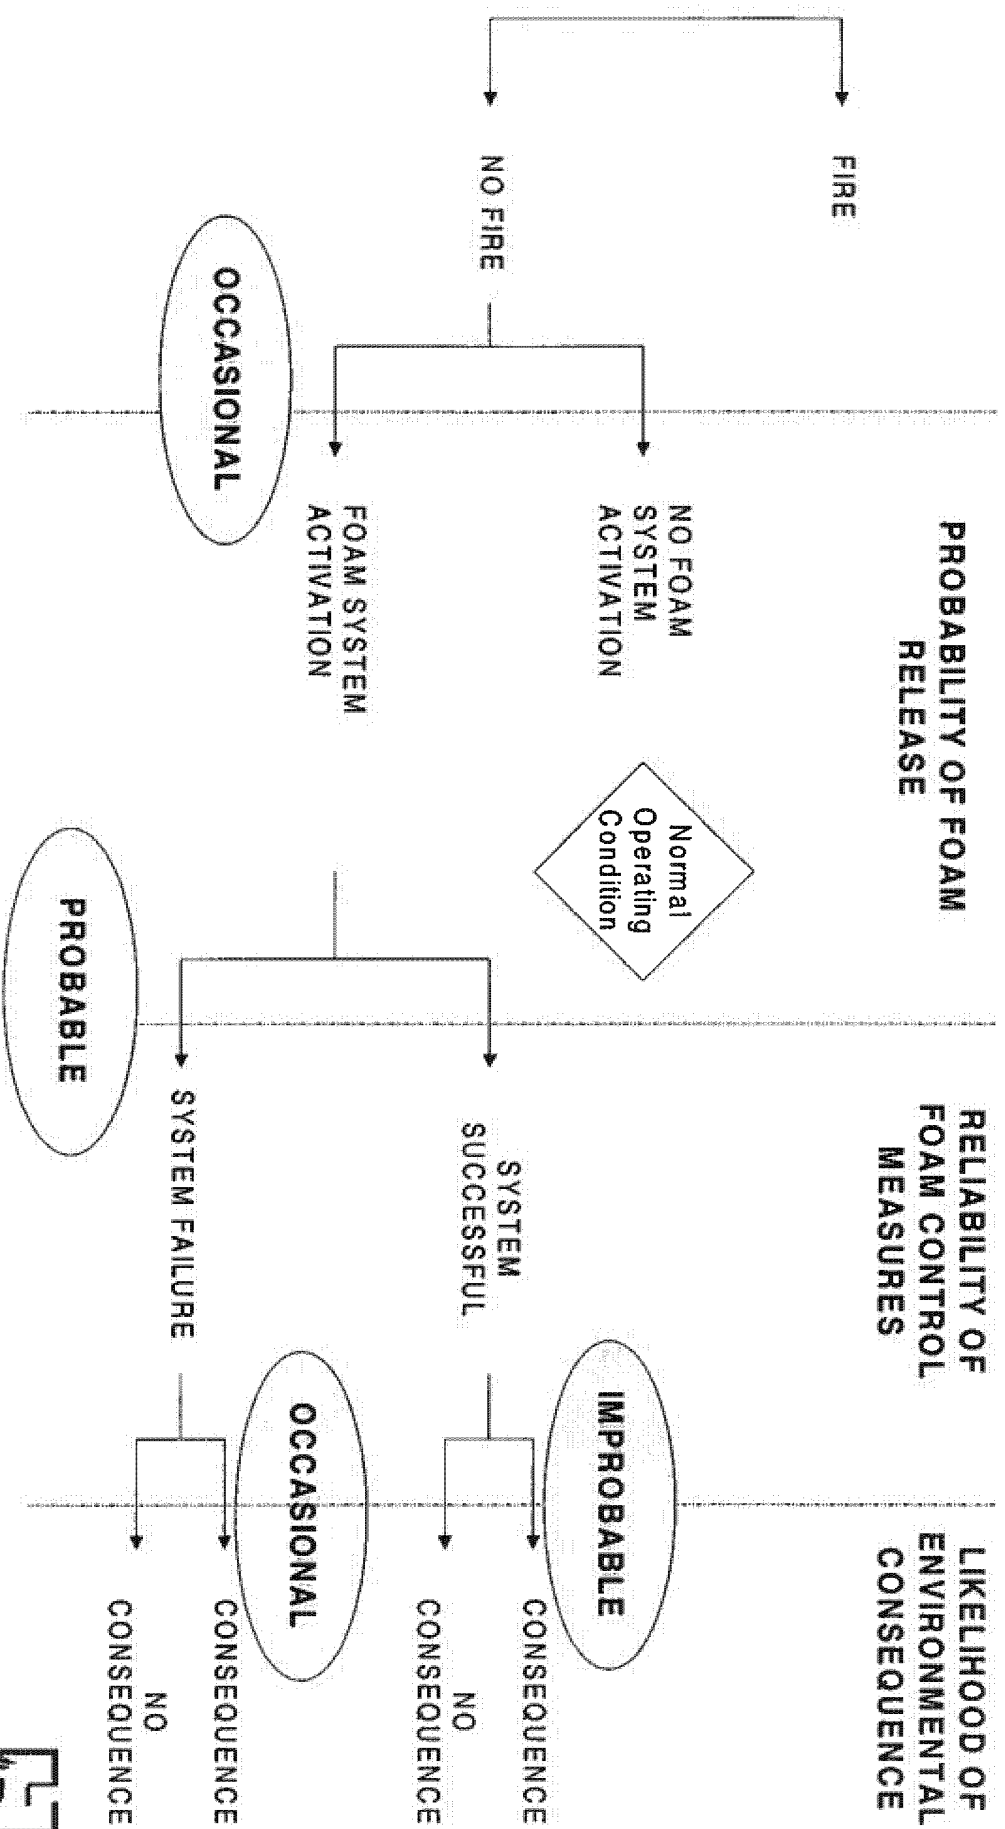 PROBABILITY OF FOAM
RELEASE
RELIABILITY OF
FOAM CONTROL
MEASURES
LIKELIHOOD OF
ENVIRONMENTAL
CONSEQUENCE
FIRE
NO FIRE
OCCASIONAL
NO FOAM
SYSTEM
ACTIVATION
Normal
Operating
Condition
FOAM SYSTEM
ACTIVATION
PROBABLE
SYSTEM
SUCCESSFUL
SYSTEM FAILURE
IMPROBABLE
CONSEQUENCE
NO
CONSEQUENCE
OCCASIONAL
CONSEQUENCE
NO
CONSEQUENCE